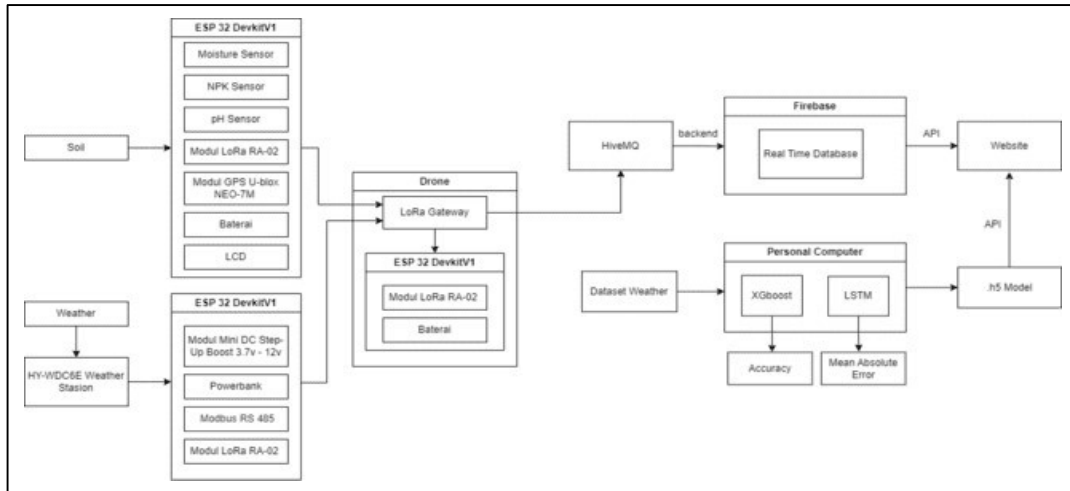 Soil
ESP 32 DevkitV1
Moisture Sensor
NPK Sensor
pH Sensor
Modul LoRa RA-02
Modul GPS U-blox
NEO-7M
Baterai
LCD
Weather
HY-WDC6E Weather
Stasion
ESP 32 DevkitV1
Modul Mini DC Step-
Up Boost 3.7v - 12v
Powerbank
Modbus RS 485
Modul LoRa RA-02
Drone
LoRa Gateway
ESP 32 DevkitV1
Modul LoRa RA-02
Baterai
HiveMQ
backend
Firebase
Real Time Database
API
Website
API
Dataset Weather
Personal Computer
XGboost
LSTM
.h5 Model
Accuracy
Mean Absolute
Error